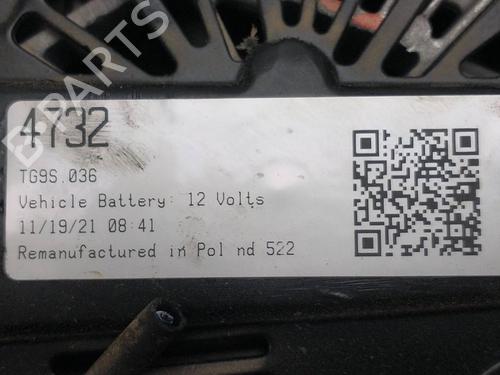 B-PARTS
4732
TG9S 036
Vehicle Battery: 12 Volts
11/19/21 08:41
Remanufactured in Pol nd 522